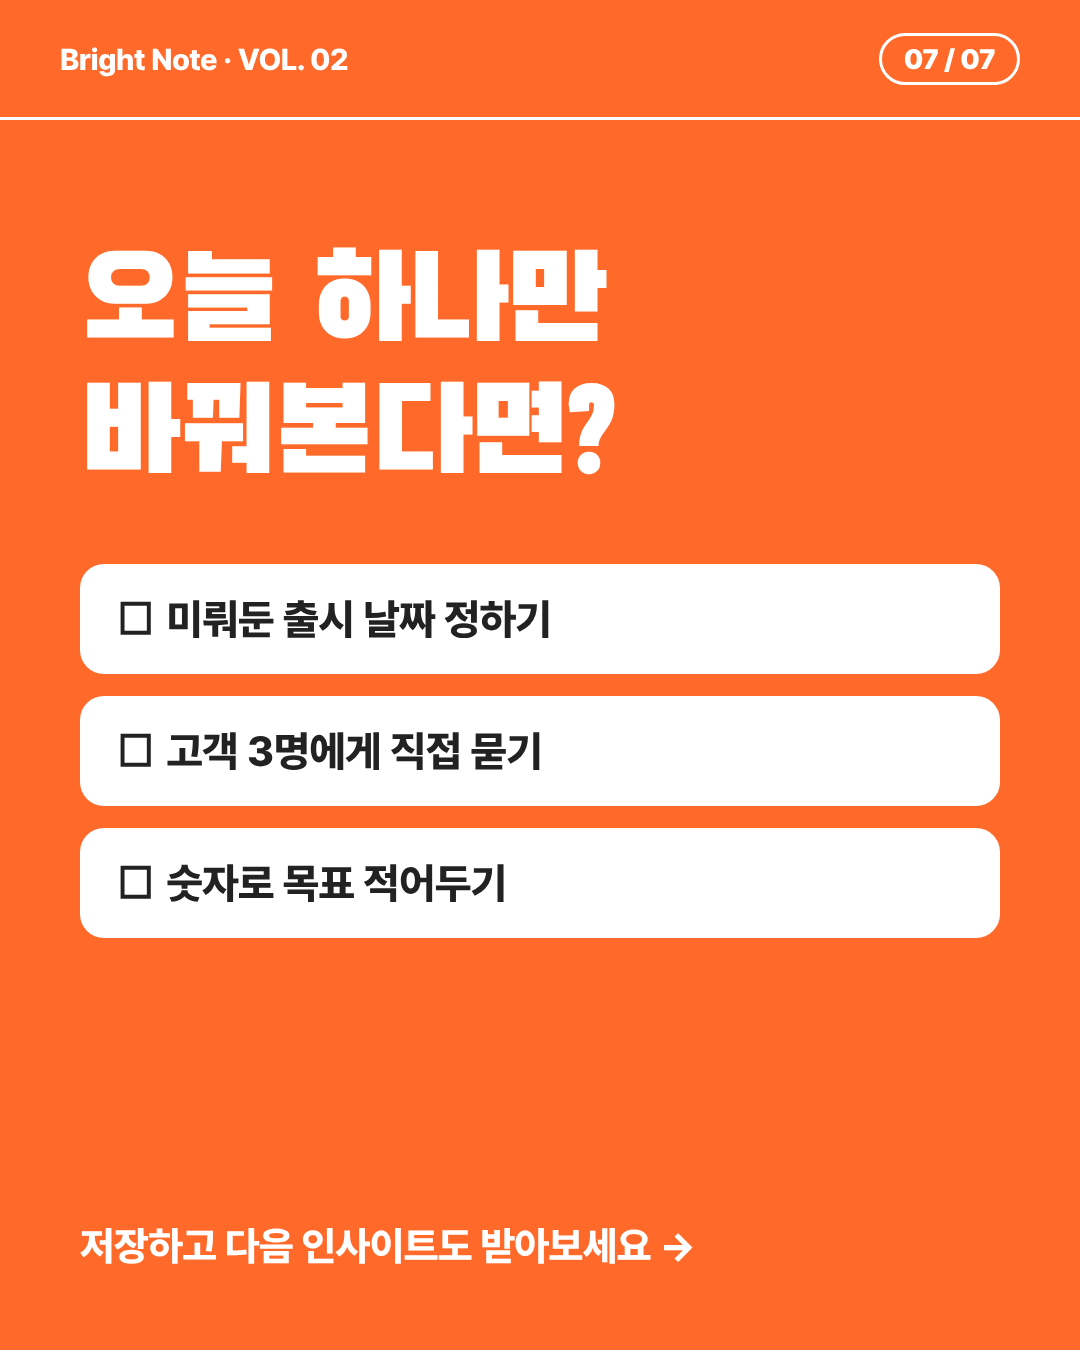 Bright Note · VOL. 02
07 / 07
오늘 하나만
바꿔본다면?
□ 미뤄둔 출시 날짜 정하기
□ 고객 3명에게 직접 묻기
□ 숫자로 목표 적어두기
저장하고 다음 인사이트도 받아보세요 →